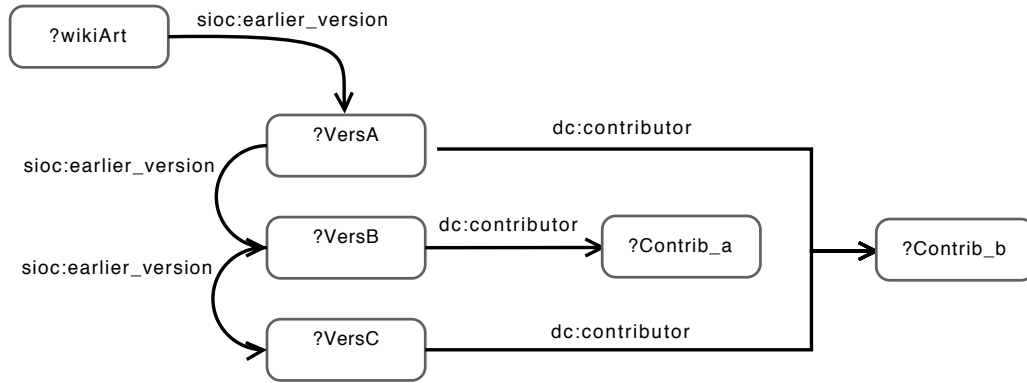 sioc:earlier_version
?wikiArt
?VersA
dc:contributor
sioc:earlier_version
?VersB
dc:contributor
?Contrib_a
?Contrib_b
sioc:earlier_version
?VersC
dc:contributor